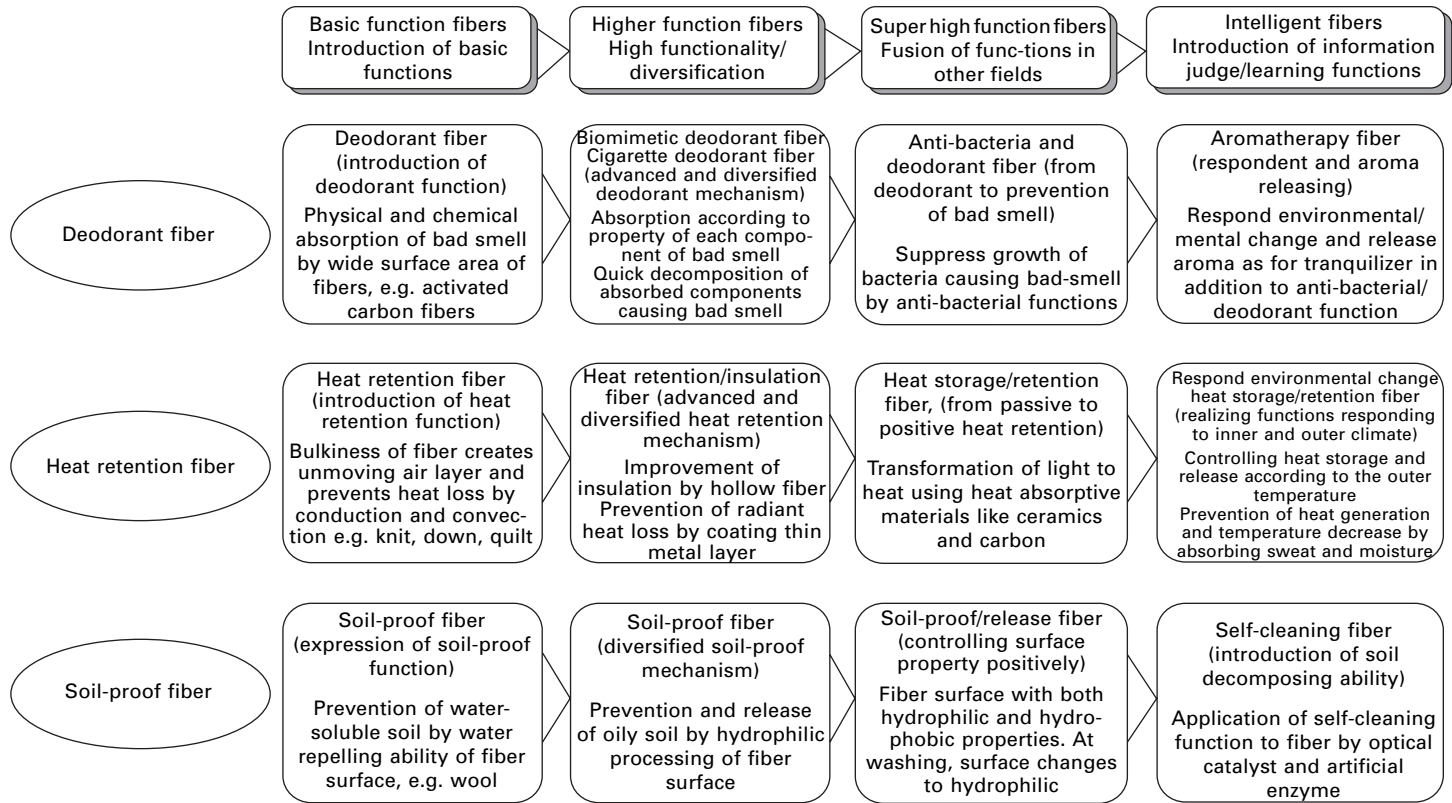 Basic function fibers
Introduction of basic
functions
Higher function fibers
High functionality/
diversification
Super high function fibers
Fusion of func-tions in
other fields
Intelligent fibers
Introduction of information
judge/learning functions
Deodorant fiber
Deodorant fiber
(introduction of
deodorant function)
Physical and chemical
absorption of bad smell
by wide surface area of
fibers, e.g. activated
carbon fibers
Biomimetic deodorant fiber
Cigarette deodorant fiber
(advanced and diversified
deodorant mechanism)
Absorption according to
property of each compo-
nent of bad smell
Quick decomposition of
absorbed components
causing bad smell
Anti-bacteria and
deodorant fiber (from
deodorant to prevention
of bad smell)
Suppress growth of
bacteria causing bad-smell
by anti-bacterial functions
Aromatherapy fiber
(respondent and aroma
releasing)
Respond environmental/
mental change and release
aroma as for tranquilizer in
addition to anti-bacterial/
deodorant function
Heat retention fiber
Heat retention fiber
(introduction of heat
retention function)
Bulkiness of fiber creates
unmoving air layer and
prevents heat loss by
conduction and convec-
tion e.g. knit, down, quilt
Heat retention/insulation
fiber (advanced and
diversified heat retention
mechanism)
Improvement of
insulation by hollow fiber
Prevention of radiant
heat loss by coating thin
metal layer
Heat storage/retention
fiber, (from passive to
positive heat retention)
Transformation of light to
heat using heat absorptive
materials like ceramics
and carbon
Respond environmental change
heat storage/retention fiber
(realizing functions responding
to inner and outer climate)
Controlling heat storage and
release according to the outer
temperature
Prevention of heat generation
and temperature decrease by
absorbing sweat and moisture
Soil-proof fiber
Soil-proof fiber
(expression of soil-proof
function)
Prevention of water-
soluble soil by water
repelling ability of fiber
surface, e.g. wool
Soil-proof fiber
(diversified soil-proof
mechanism)
Prevention and release
of oily soil by hydrophilic
processing of fiber
surface
Soil-proof/release fiber
(controlling surface
property positively)
Fiber surface with both
hydrophilic and hydro-
phobic properties. At
washing, surface changes
to hydrophilic
Self-cleaning fiber
(introduction of soil
decomposing ability)
Application of self-cleaning
function to fiber by optical
catalyst and artificial
enzyme